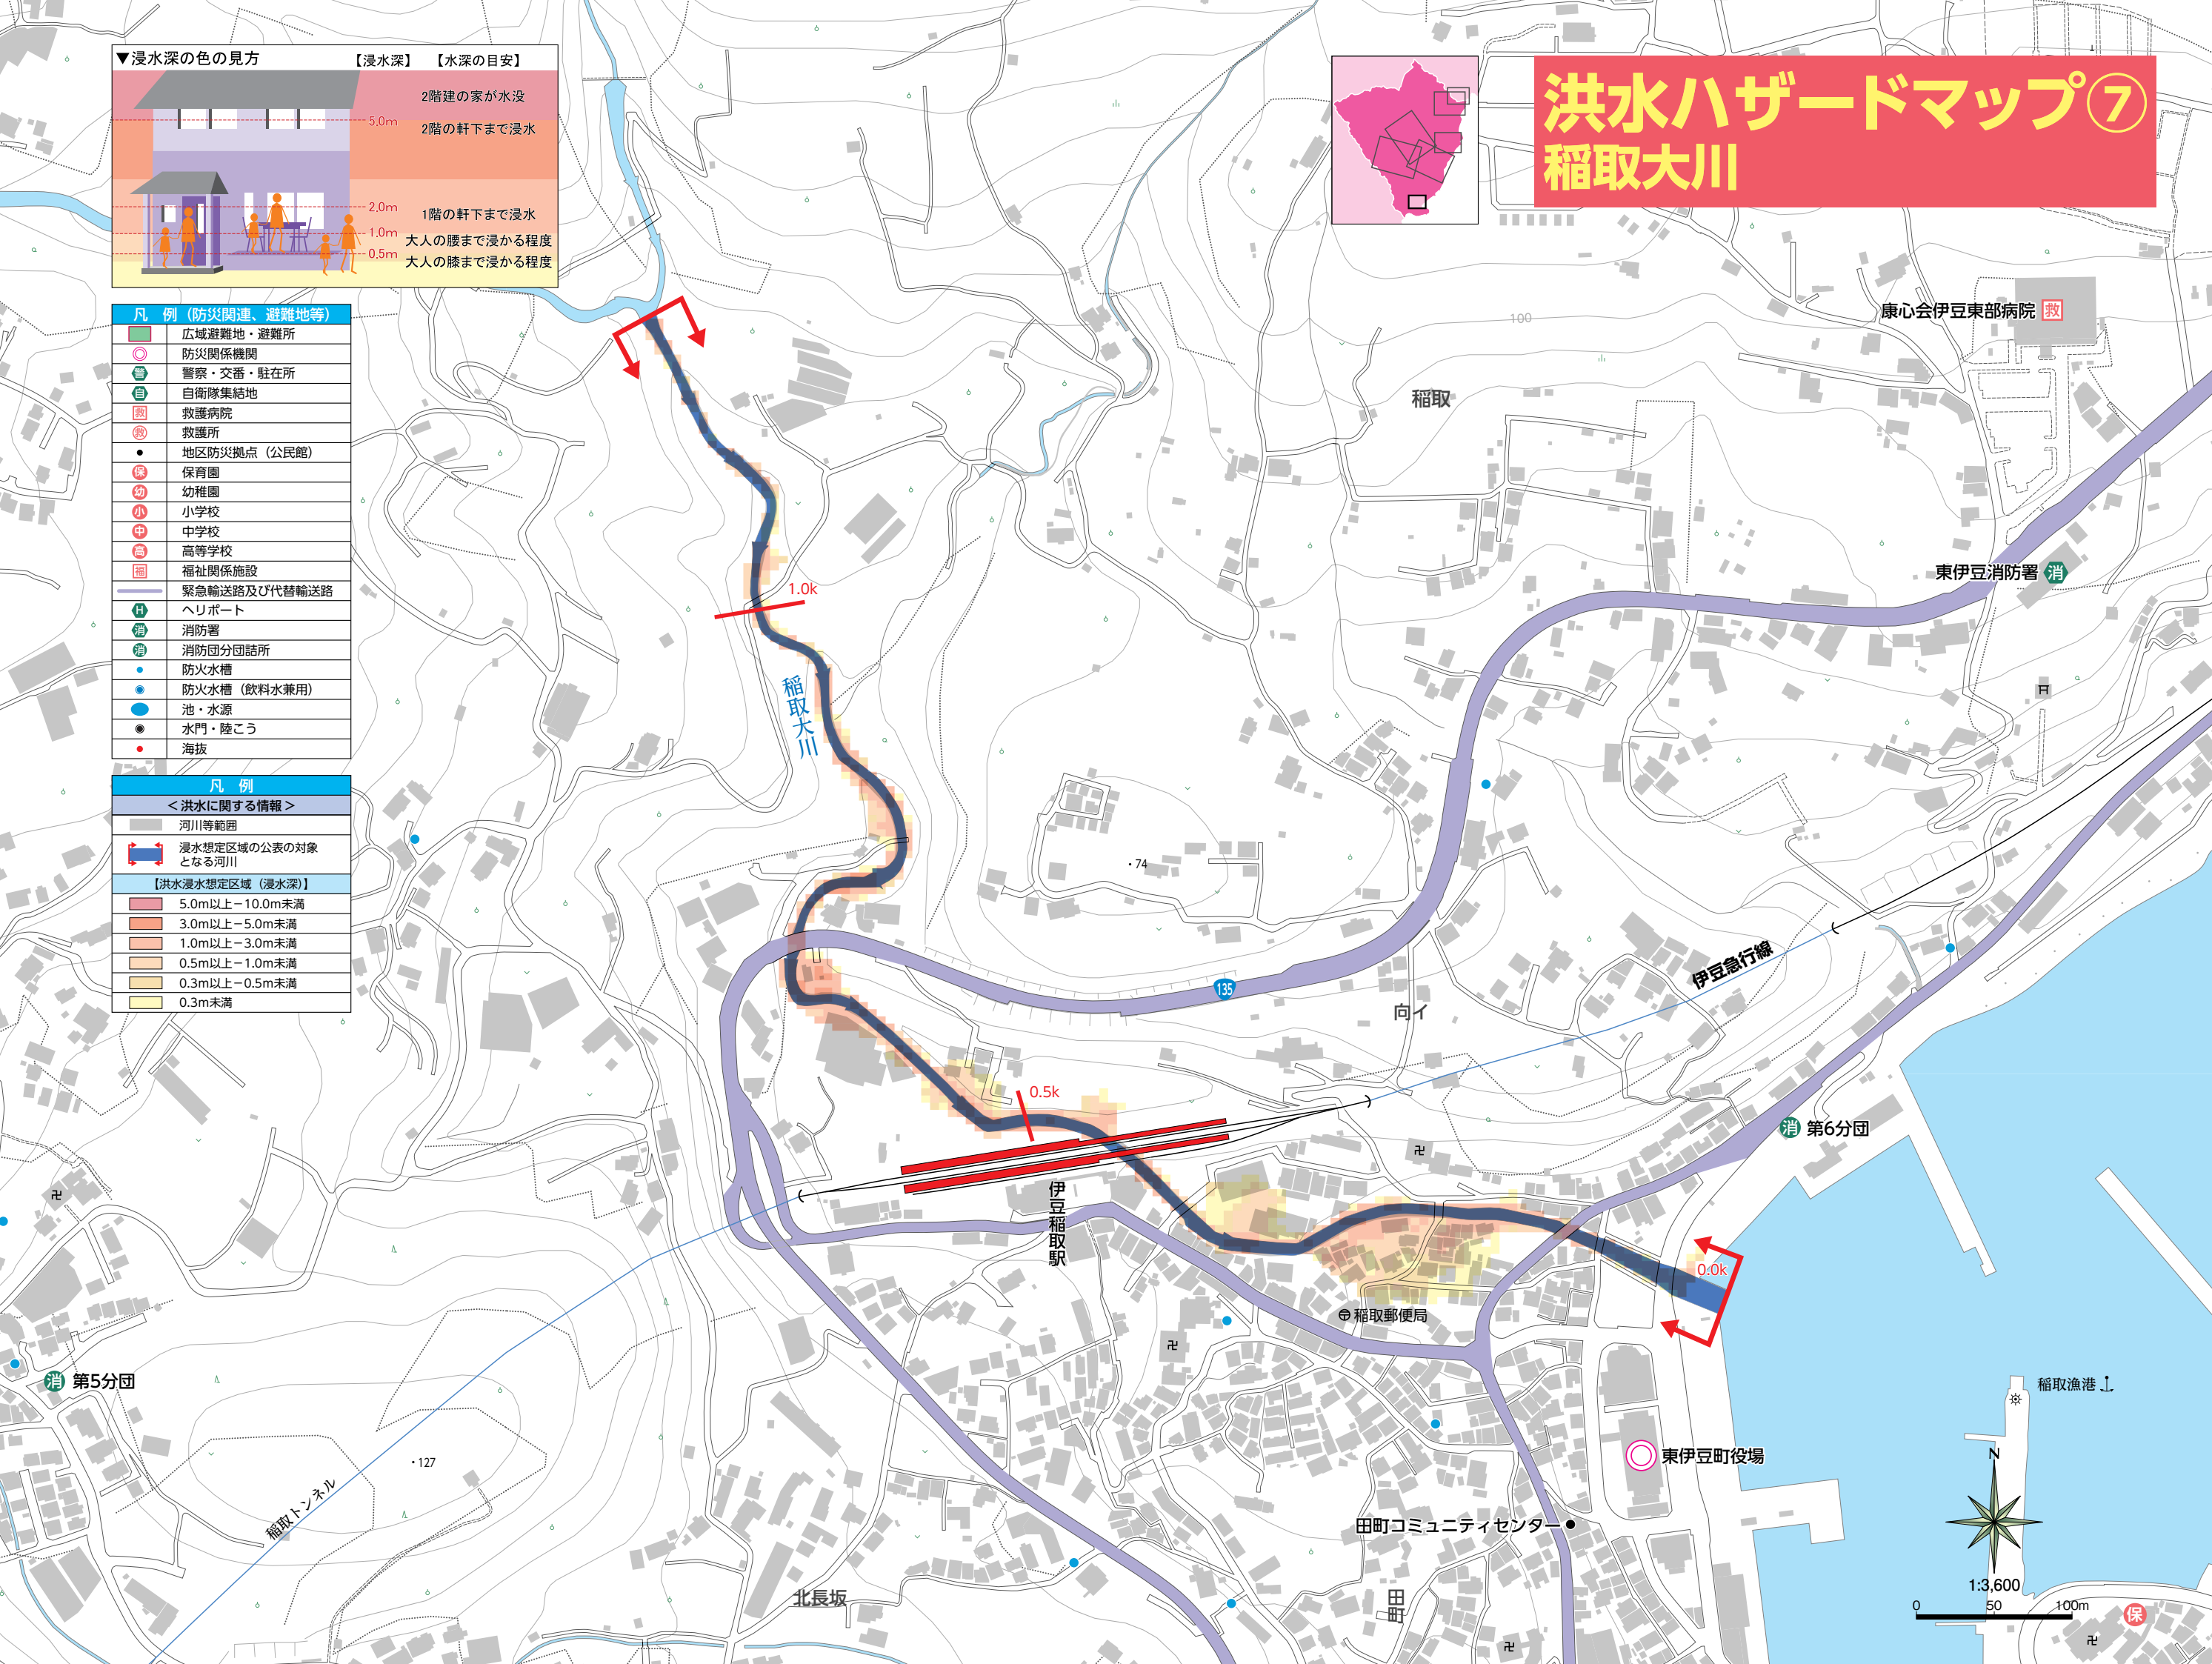 洪水ハザードマップ⑦
稲取大川
▼浸水深の色の見方
【浸水深】 【水深の目安】
2階建の家が水没
5.0m
2階の軒下まで浸水
2.0m
1階の軒下まで浸水
1.0m
大人の腰まで浸かる程度
0.5m
大人の膝まで浸かる程度
凡 例（防災関連、避難地等）
広域避難地・避難所
防災関係機関
警 警察・交番・駐在所
自 自衛隊集結地
救 救護病院
救 救護所
地区防災拠点（公民館）
保 保育園
幼 幼稚園
小 小学校
中 中学校
高 高等学校
福 福祉関係施設
緊急輸送路及び代替輸送路
H ヘリポート
消 消防署
消 消防団分団詰所
防火水槽
防火水槽（飲料水兼用）
池・水源
水門・陸こう
海抜
凡 例
＜洪水に関する情報＞
河川等範囲
浸水想定区域の公表の対象
となる河川
【洪水浸水想定区域（浸水深）】
5.0m以上－10.0m未満
3.0m以上－5.0m未満
1.0m以上－3.0m未満
0.5m以上－1.0m未満
0.3m以上－0.5m未満
0.3m未満
康心会伊豆東部病院 救
100
稲取
東伊豆消防署 消
1.0k
稲取大川
74
135
向イ
伊豆急行線
0.5k
消 第6分団
伊豆稲取駅
0.0k
稲取郵便局
消 第5分団
稲取漁港
127
東伊豆町役場
稲取トンネル
田町コミュニティセンター
北長坂
田町
N
1:3,600
0 50 100m
保